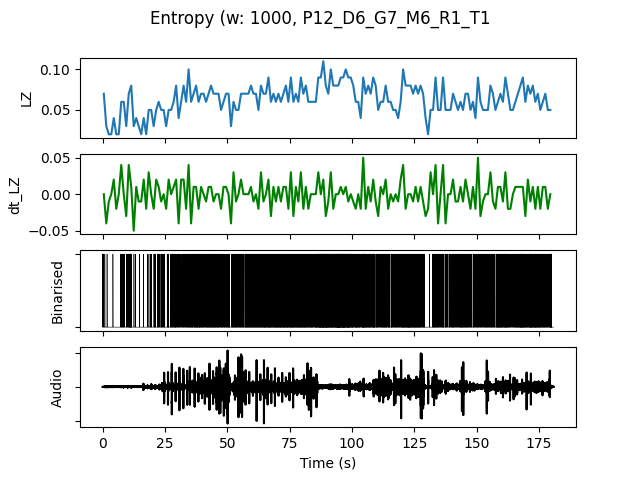 Entropy (w: 1000, P12_D6_G7_M6_R1_T1
0.10
0.05
LZ
0.05
0.00
−0.05
dt_LZ
Binarised
Audio
0 25 50 75 100 125 150 175
Time (s)